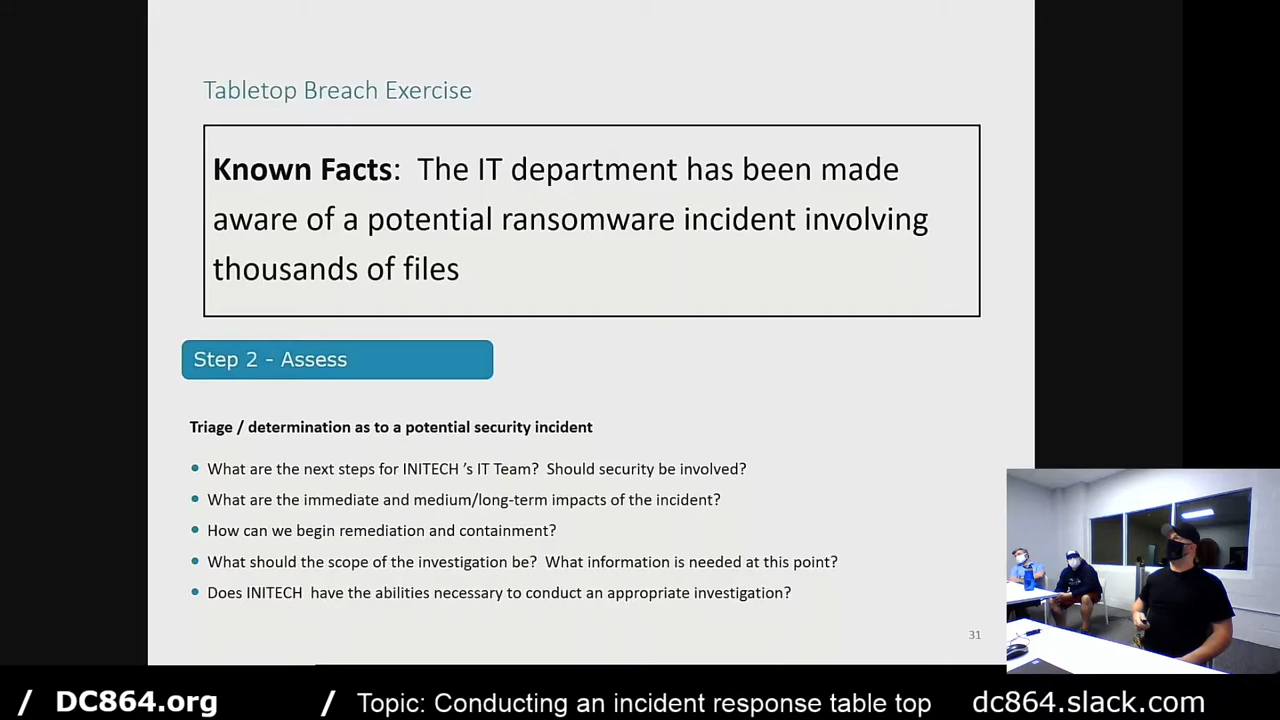 Tabletop Breach Exercise
Known Facts:  The IT department has been made
aware of a potential ransomware incident involving
thousands of files
Step 2 - Assess
Triage / determination as to a potential security incident
• What are the next steps for INITECH 's IT Team?  Should security be involved?
• What are the immediate and medium/long-term impacts of the incident?
• How can we begin remediation and containment?
• What should the scope of the investigation be?  What information is needed at this point?
• Does INITECH  have the abilities necessary to conduct an appropriate investigation?
31
/ DC864.org / Topic: Conducting an incident response table top dc864.slack.com